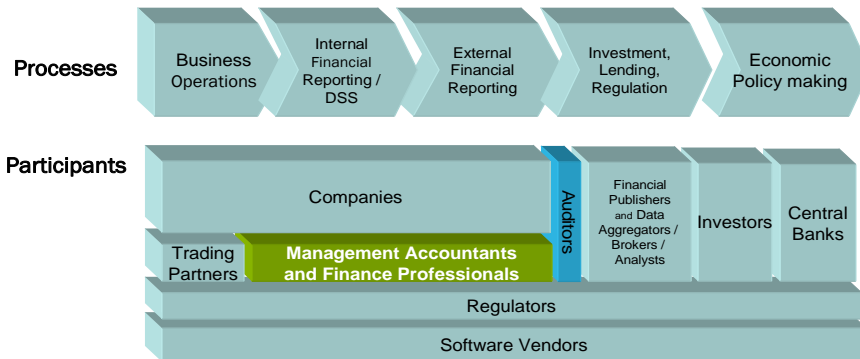 Processes
Business
Operations
Internal
Financial
Reporting /
DSS
External
Financial
Reporting
Investment,
Lending,
Regulation
Economic
Policy making
Participants
Companies
Auditors
Financial
Publishers
and Data
Aggregators /
Brokers /
Analysts
Investors
Central
Banks
Trading
Partners
Management Accountants
and Finance Professionals
Regulators
Software Vendors